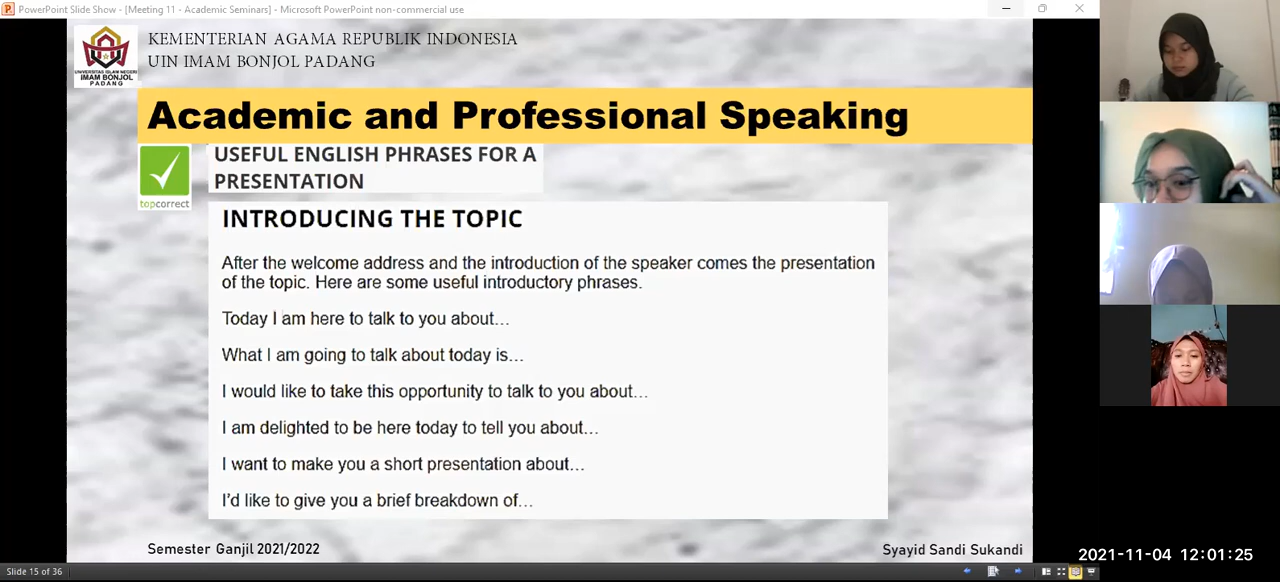 PowerPoint Slide Show - [Meeting 11 - Academic Seminars] - Microsoft PowerPoint non-commercial use
KEMENTERIAN AGAMA REPUBLIK INDONESIA
UIN IMAM BONJOL PADANG
UNIVERSITAS ISLAM NEGERI
IMAM BONJOL
PADANG
Academic and Professional Speaking
topcorrect
USEFUL ENGLISH PHRASES FOR A
PRESENTATION
INTRODUCING THE TOPIC
After the welcome address and the introduction of the speaker comes the presentation
of the topic. Here are some useful introductory phrases.
Today I am here to talk to you about…
What I am going to talk about today is…
I would like to take this opportunity to talk to you about…
I am delighted to be here today to tell you about…
I want to make you a short presentation about…
I’d like to give you a brief breakdown of…
Semester Ganjil 2021/2022
Syayid Sandi Sukandi
2021-11-04 12:01:25
Slide 15 of 36